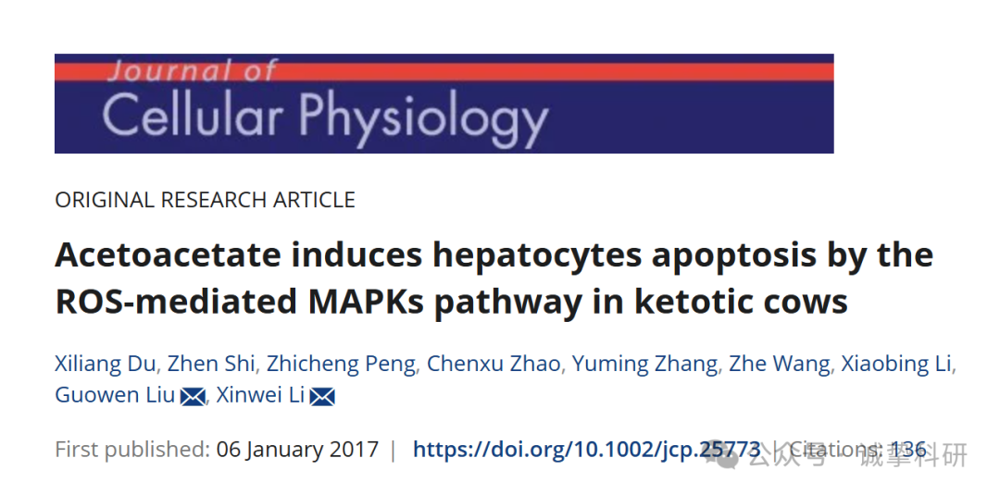 Journal of
Cellular Physiology
ORIGINAL RESEARCH ARTICLE
Acetoacetate induces hepatocytes apoptosis by the
ROS-mediated MAPKs pathway in ketotic cows
Xiliang Du, Zhen Shi, Zhicheng Peng, Chenxu Zhao, Yuming Zhang, Zhe Wang, Xiaobing Li,
Guowen Liu, Xinwei Li
First published: 06 January 2017 | https://doi.org/10.1002/jcp.25773 | Citations: 136
公众号 · 诚挚科研